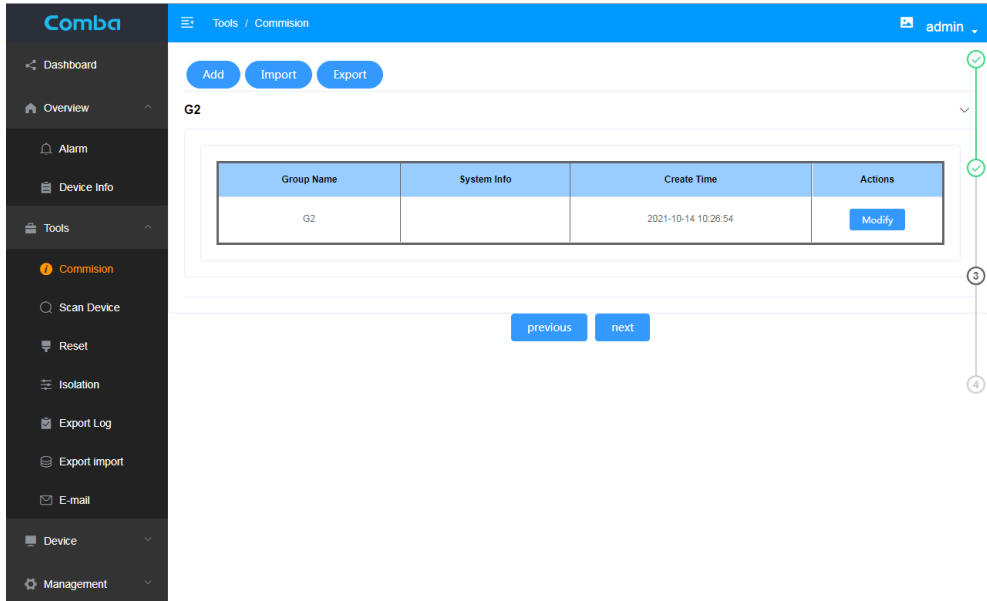 Comba
Tools / Commision
admin
Dashboard
Overview
Alarm
Device Info
Tools
Commision
Scan Device
Reset
Isolation
Export Log
Export import
E-mail
Device
Management
Add Import Export
G2
Group Name System Info Create Time Actions
G2 2021-10-14 10:26:54 Modify
previous next
3
4